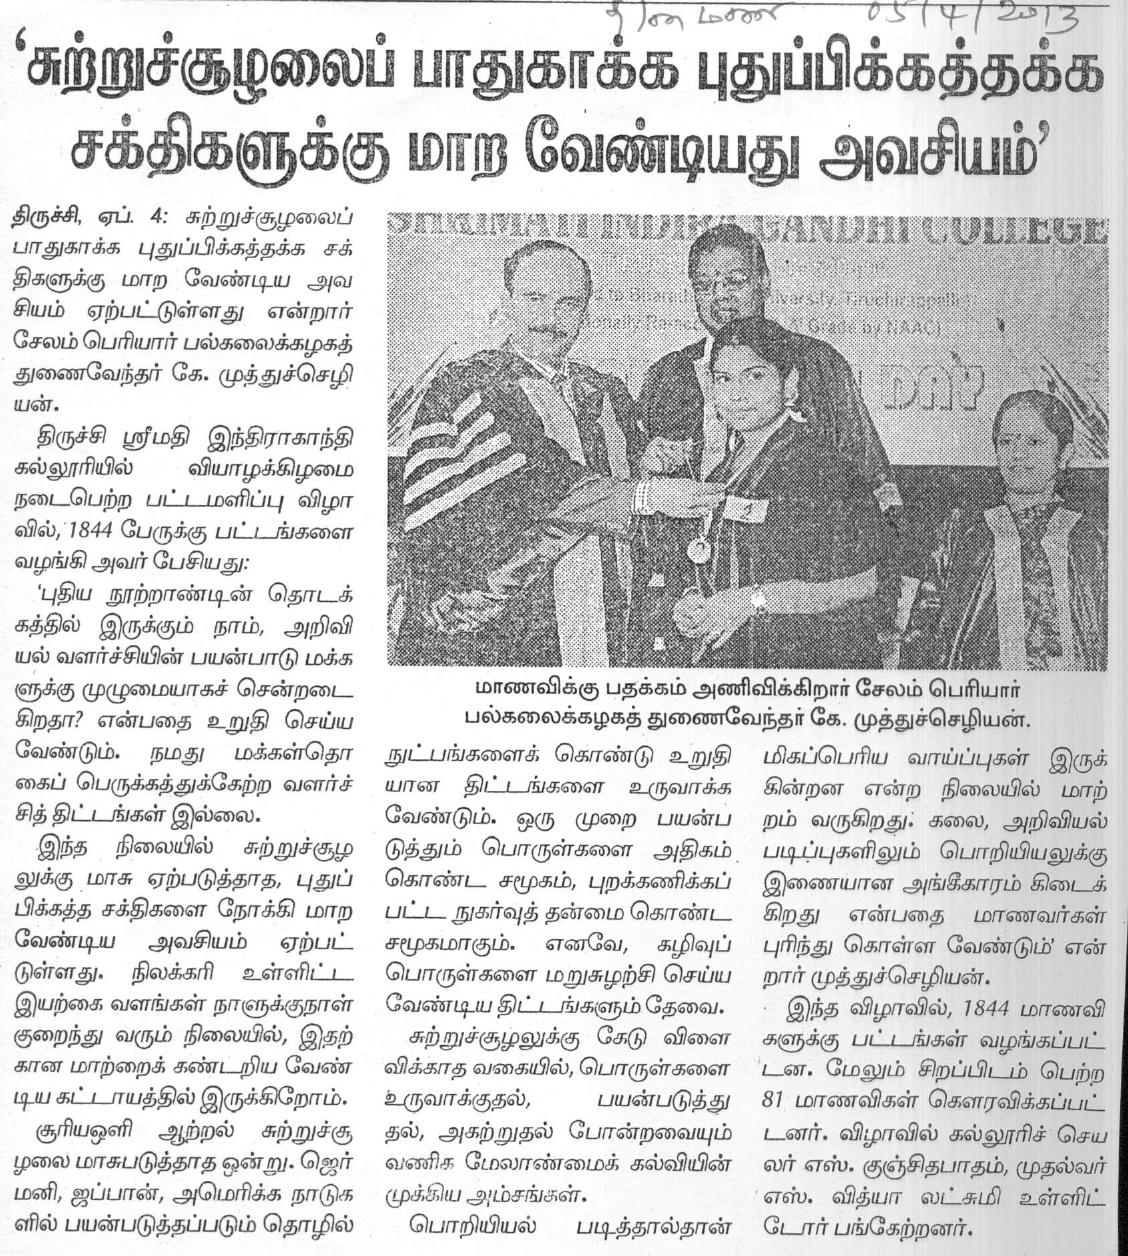 தினமணி 05/4/2013
'சுற்றுச்சூழலைப் பாதுகாக்க புதுப்பிக்கத்தக்க
சக்திகளுக்கு மாற வேண்டியது அவசியம்'
திருச்சி, ஏப். 4: சுற்றுச்சூழலைப்
பாதுகாக்க புதுப்பிக்கத்தக்க சக்
திகளுக்கு மாற வேண்டிய அவ
சியம் ஏற்பட்டுள்ளது என்றார்
சேலம் பெரியார் பல்கலைக்கழகத்
துணைவேந்தர் கே. முத்துச்செழி
யன்.
திருச்சி ஸ்ரீமதி இந்திராகாந்தி
கல்லூரியில் வியாழக்கிழமை
நடைபெற்ற பட்டமளிப்பு விழா
வில், 1844 பேருக்கு பட்டங்களை
வழங்கி அவர் பேசியது:
'புதிய நூற்றாண்டின் தொடக்
கத்தில் இருக்கும் நாம், அறிவி
யல் வளர்ச்சியின் பயன்பாடு மக்க
ளுக்கு முழுமையாகச் சென்றடை
கிறதா? என்பதை உறுதி செய்ய
வேண்டும். நமது மக்கள்தொ
கைப் பெருக்கத்துக்கேற்ற வளர்ச்
சித் திட்டங்கள் இல்லை.
இந்த நிலையில் சுற்றுச்சூழ
லுக்கு மாசு ஏற்படுத்தாத, புதுப்
பிக்கத்த சக்திகளை நோக்கி மாற
வேண்டிய அவசியம் ஏற்பட்
டுள்ளது. நிலக்கரி உள்ளிட்ட
இயற்கை வளங்கள் நாளுக்குநாள்
குறைந்து வரும் நிலையில், இதற்
கான மாற்றைக் கண்டறிய வேண்
டிய கட்டாயத்தில் இருக்கிறோம்.
சூரியஒளி ஆற்றல் சுற்றுச்சூ
ழலை மாசுபடுத்தாத ஒன்று. ஜெர்
மனி, ஜப்பான், அமெரிக்க நாடுக
ளில் பயன்படுத்தப்படும் தொழில்
SHRIMATI INDIRA GANDHI COLLEGE
University, Tiruchirappalli
Grade by NAAC)
DAY
மாணவிக்கு பதக்கம் அணிவிக்கிறார் சேலம் பெரியார்
பல்கலைக்கழகத் துணைவேந்தர் கே. முத்துச்செழியன்.
நுட்பங்களைக் கொண்டு உறுதி
யான திட்டங்களை உருவாக்க
வேண்டும். ஒரு முறை பயன்ப
டுத்தும் பொருள்களை அதிகம்
கொண்ட சமூகம், புறக்கணிக்கப்
பட்ட நுகர்வுத் தன்மை கொண்ட
சமூகமாகும். எனவே, கழிவுப்
பொருள்களை மறுசுழற்சி செய்ய
வேண்டிய திட்டங்களும் தேவை.
சுற்றுச்சூழலுக்கு கேடு விளை
விக்காத வகையில், பொருள்களை
உருவாக்குதல், பயன்படுத்து
தல், அகற்றுதல் போன்றவையும்
வணிக மேலாண்மைக் கல்வியின்
முக்கிய அம்சங்கள்.
பொறியியல் படித்தால்தான்
மிகப்பெரிய வாய்ப்புகள் இருக்
கின்றன என்ற நிலையில் மாற்
றம் வருகிறது. கலை, அறிவியல்
படிப்புகளிலும் பொறியியலுக்கு
இணையான அங்கீகாரம் கிடைக்
கிறது என்பதை மாணவர்கள்
புரிந்து கொள்ள வேண்டும்' என்
றார் முத்துச்செழியன்.
இந்த விழாவில், 1844 மாணவி
களுக்கு பட்டங்கள் வழங்கப்பட்
டன. மேலும் சிறப்பிடம் பெற்ற
81 மாணவிகள் கௌரவிக்கப்பட்
டனர். விழாவில் கல்லூரிச் செய
லர் எஸ். குஞ்சிதபாதம், முதல்வர்
எஸ். வித்யா லட்சுமி உள்ளிட்
டோர் பங்கேற்றனர்.